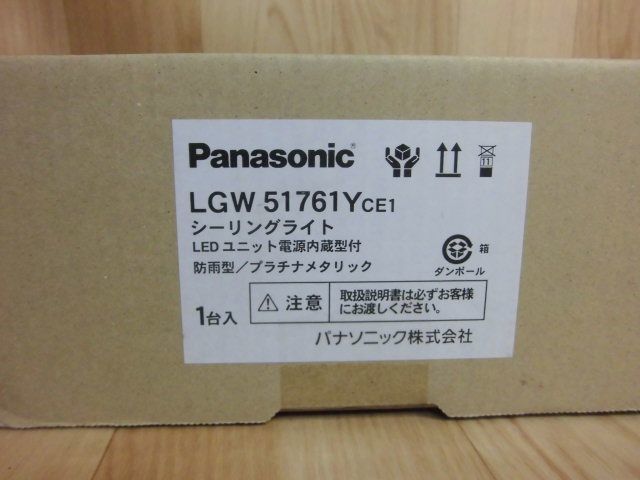 Panasonic®
11
LGW 51761Y CE1
シーリングライト
LED ユニット電源内蔵型付
防雨型／プラチナメタリック
箱
ダンボール
1台入
⚠ 注意
取扱説明書は必ずお客様
にお渡しください。
パナソニック株式会社